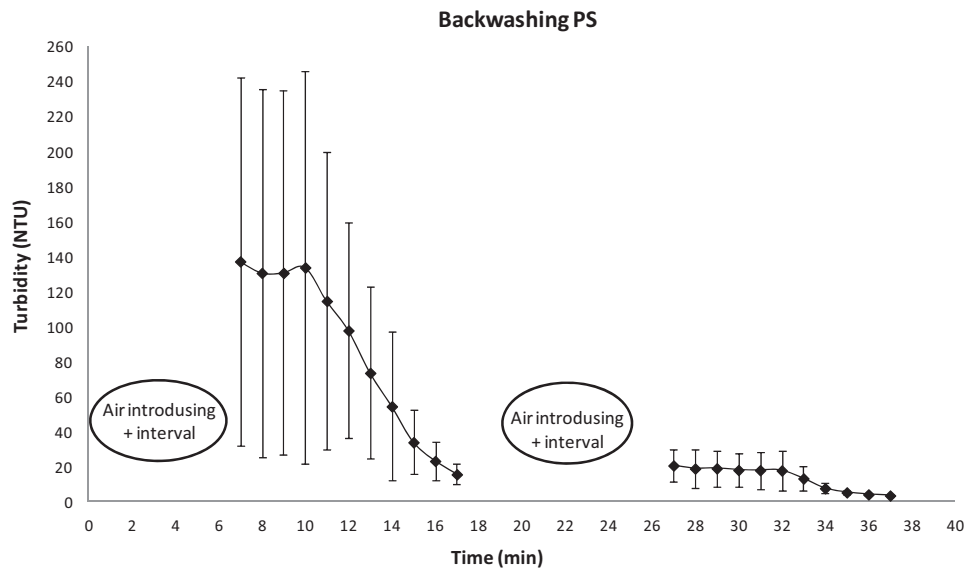 Backwashing PS
260
240
220
200
180
160
140
120
100
80
60
40
20
0
Turbidity (NTU)
Air introdusing
+ interval
Air introdusing
+ interval
0 2 4 6 8 10 12 14 16 18 20 22 24 26 28 30 32 34 36 38 40
Time (min)